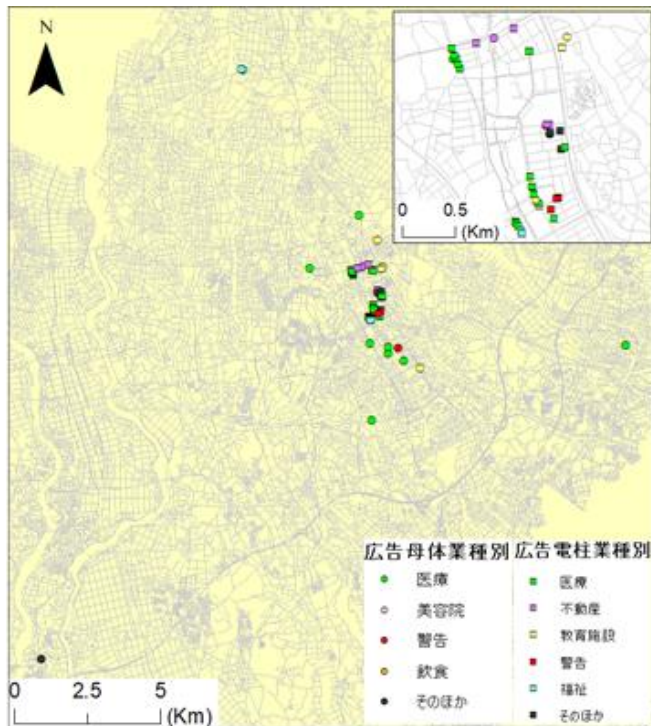 N
0 0.5
(Km)
広告母体業種別
医療
美容院
警告
飲食
そのほか
広告電柱業種別
医療
不動産
教育施設
警告
福祉
そのほか
0 2.5 5
(Km)